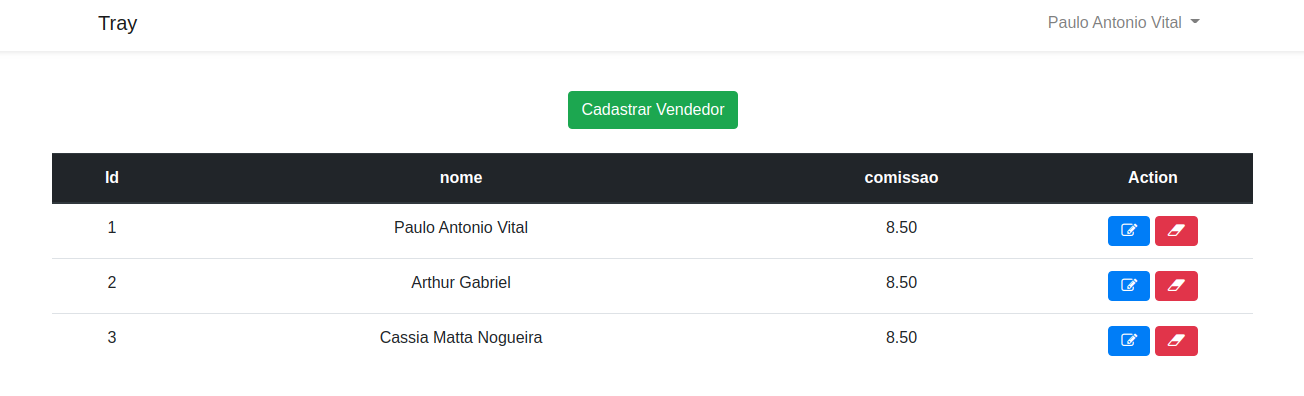 Tray Paulo Antonio Vital
Cadastrar Vendedor
Id nome comissao Action
1 Paulo Antonio Vital 8.50
2 Arthur Gabriel 8.50
3 Cassia Matta Nogueira 8.50